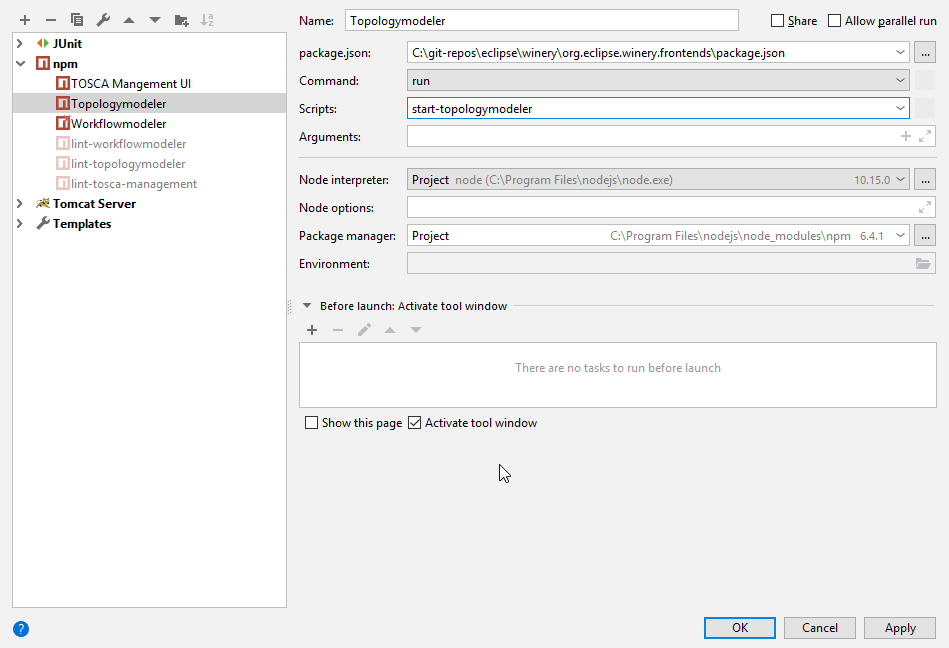 Name: Topologymodeler Share Allow parallel run
JUnit
npm
TOSCA Mangement UI
Topologymodeler
Workflowmodeler
lint-workflowmodeler
lint-topologymodeler
lint-tosca-management
Tomcat Server
Templates
package.json: C:\git-repos\eclipse\winery\org.eclipse.winery.frontends\package.json ...
Command: run
Scripts: start-topologymodeler
Arguments:
Node interpreter: Project node (C:\Program Files\nodejs\node.exe) 10.15.0 ...
Node options:
Package manager: Project C:\Program Files\nodejs\node_modules\npm 6.4.1 ...
Environment:
Before launch: Activate tool window
There are no tasks to run before launch
Show this page Activate tool window
? OK Cancel Apply